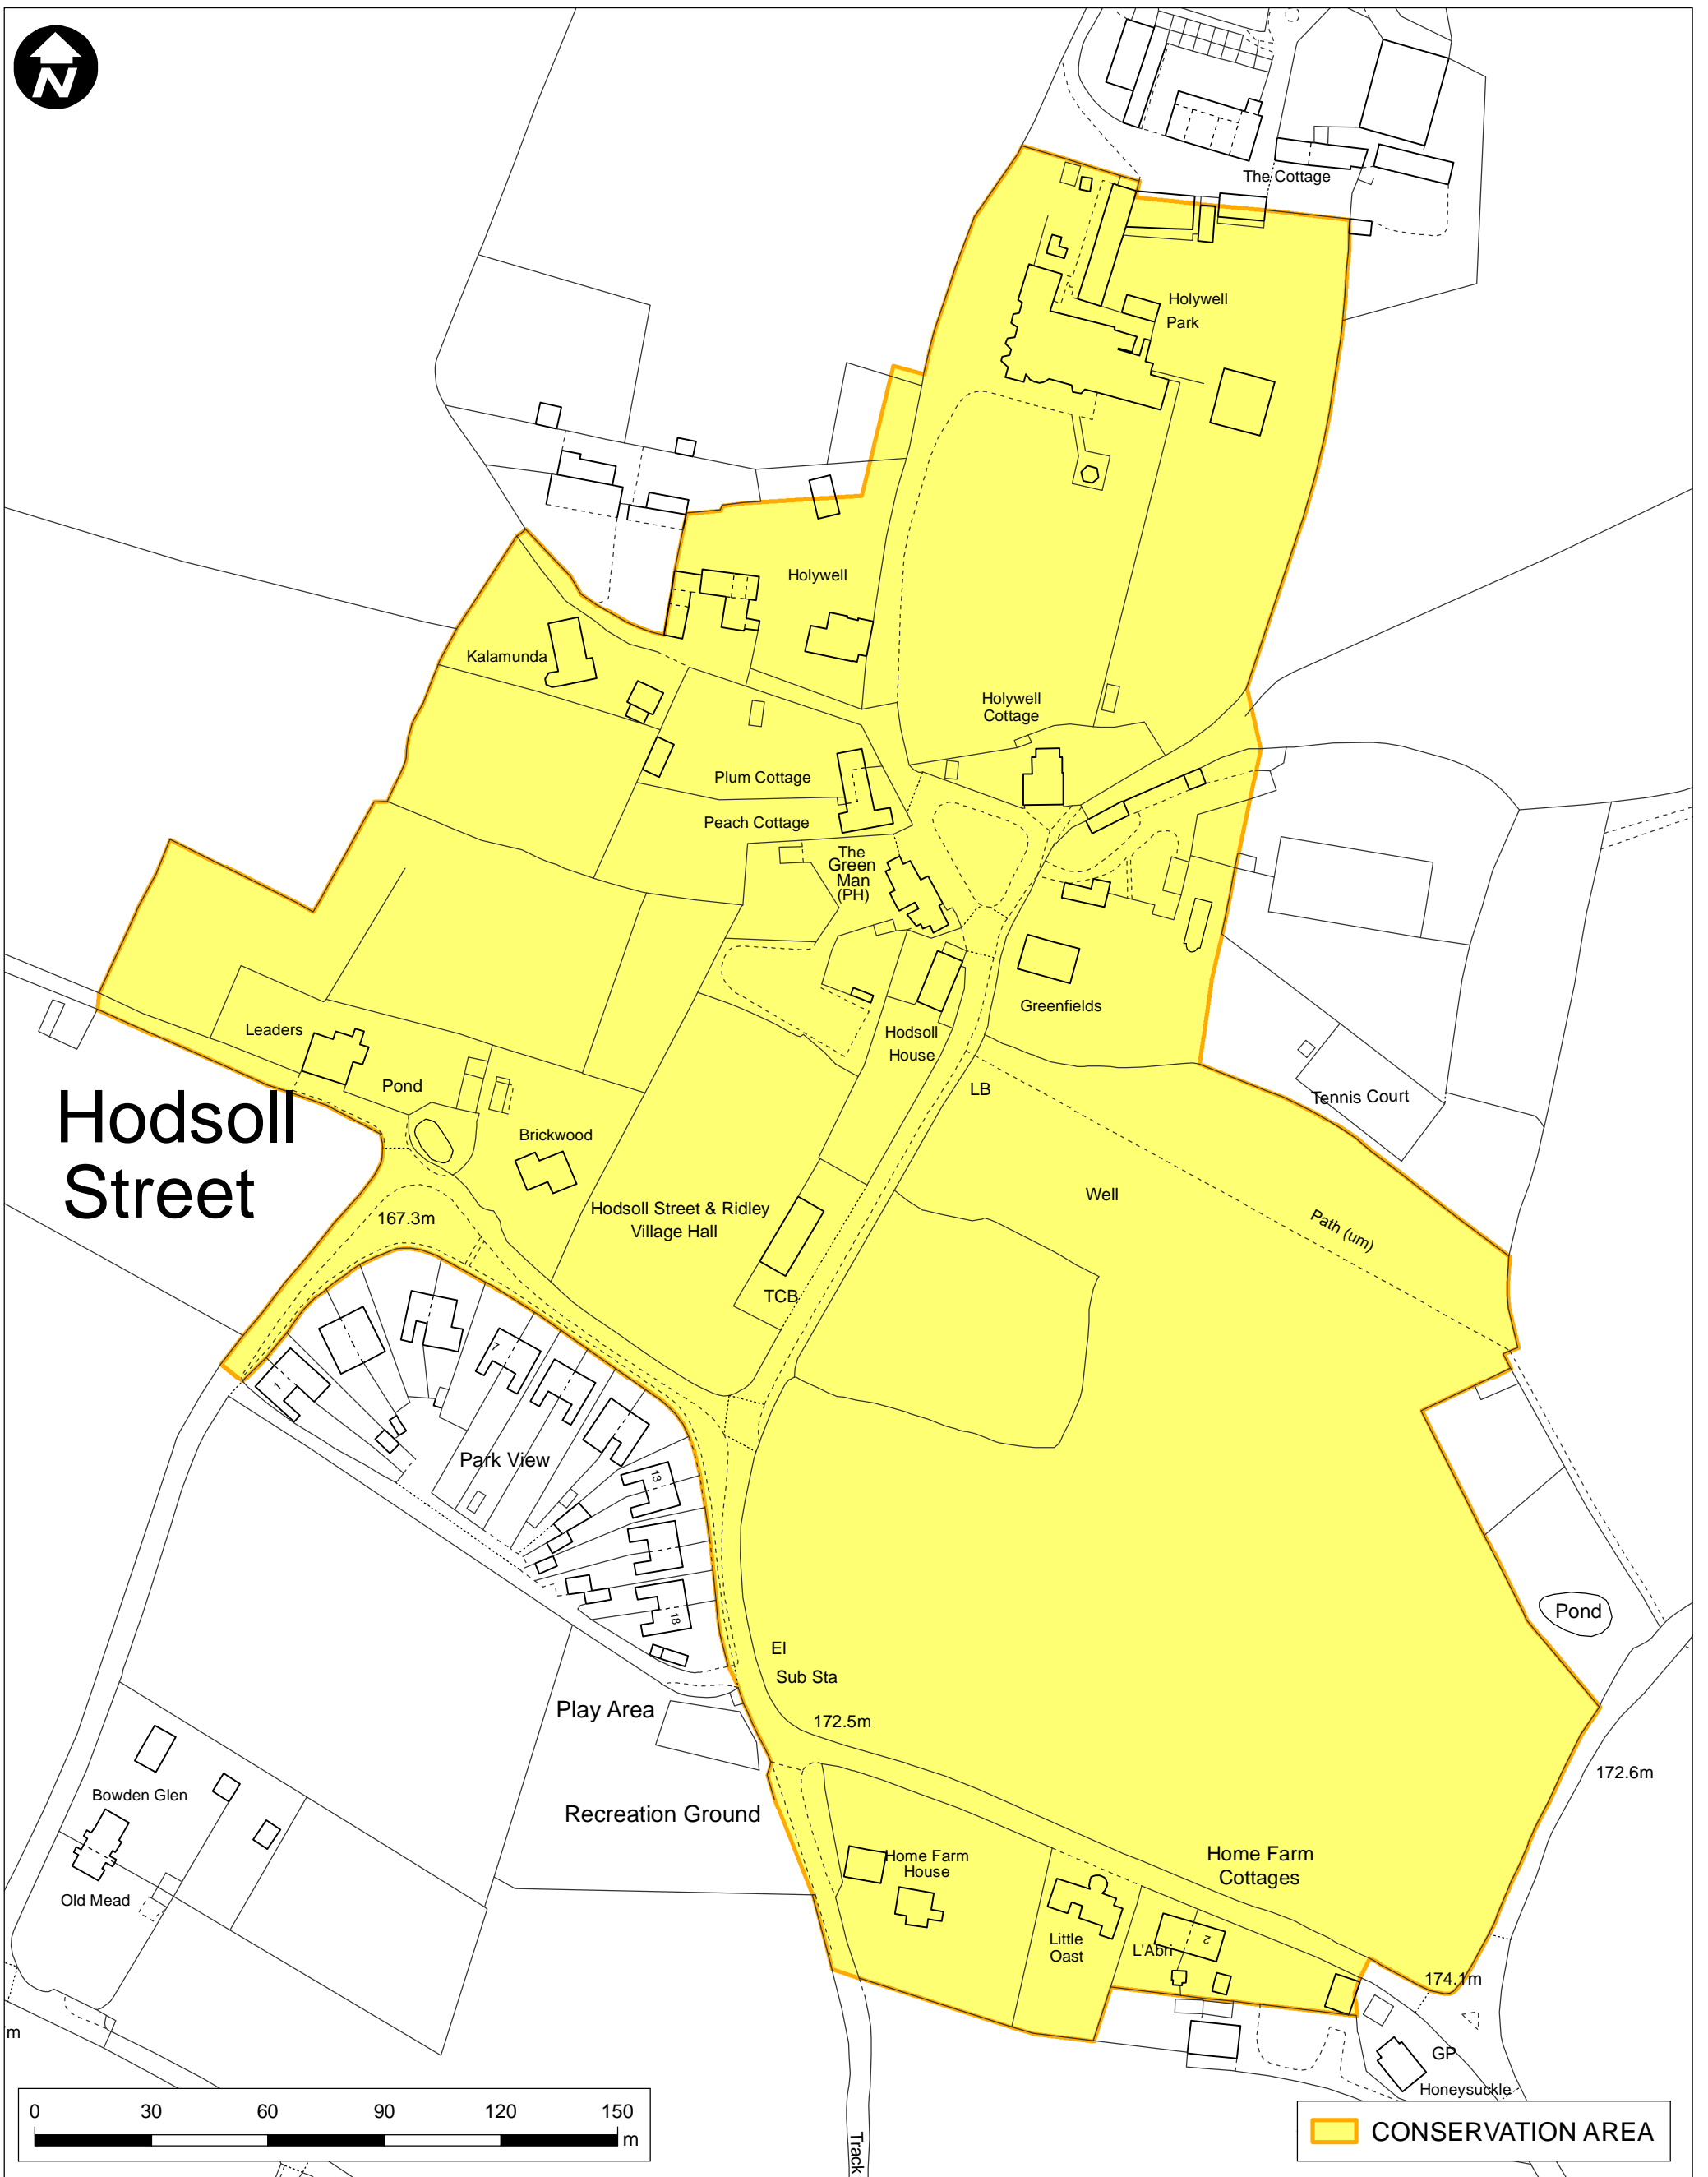 N
The Cottage
Holywell
Park
Holywell
Kalamunda
Holywell
Cottage
Plum Cottage
Peach Cottage
The
Green
Man
(PH)
Greenfields
Leaders
Hodsoll
House
Pond
LB
Tennis Court
Hodsoll
Street
Brickwood
Well
Hodsoll Street & Ridley
Village Hall
167.3m
Path (um)
TCB
7
1
Park View
13
18
Pond
El
Sub Sta
Play Area
172.5m
172.6m
Bowden Glen
Recreation Ground
Home Farm
House
Home Farm
Cottages
Old Mead
Little
Oast
L'Abri
2
174.1m
m
GP
Honeysuckle
0 30 60 90 120 150
m
Track
CONSERVATION AREA